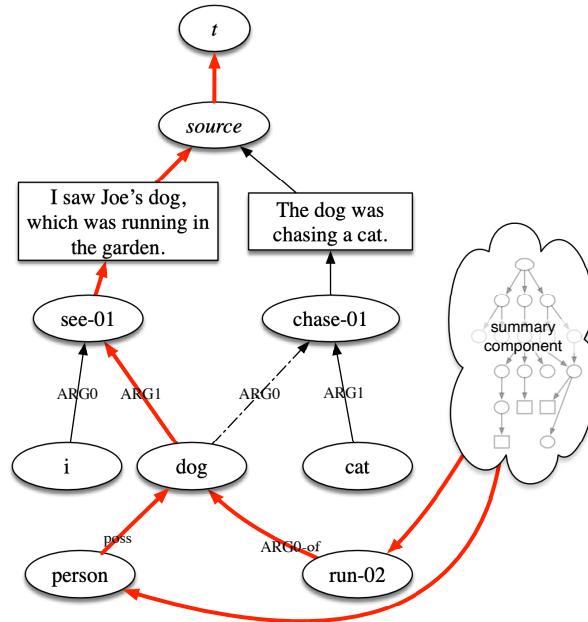 t
source
I saw Joe’s dog,
which was running in
the garden.
The dog was
chasing a cat.
see-01
chase-01
summary
component
ARG0
ARG1
ARG0
ARG1
i
dog
cat
poss
ARG0-of
person
run-02